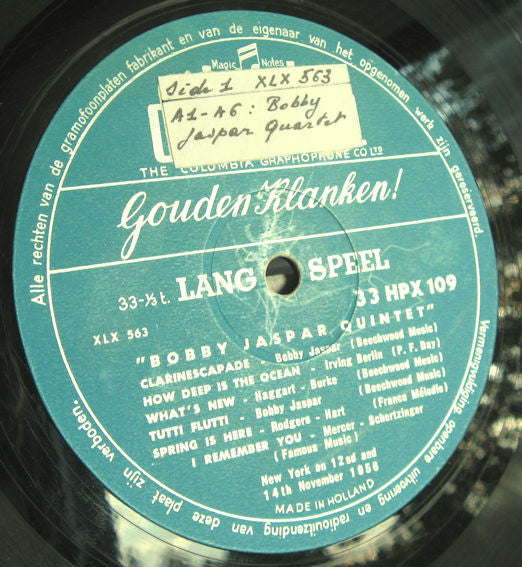 Alle rechten van de gramofoonplaten fabrikant en van de eigenaar van het opgenomen werk zijn gereserveerd.
Magic Notes
Side 1 XLX 563
A1-A6: Bobby
Jaspar Quartet
THE COLUMBIA GRAPHOPHONE CO LTD
Gouden Klanken!
33-⅓ t. LANG SPEEL
33 HPX 109
XLX 563
"BOBBY JASPAR QUINTET"
CLARINESCAPADE - Bobby Jaspar (Beechwood Music)
HOW DEEP IS THE OCEAN - Irving Berlin (P. F. Day)
WHAT'S NEW - Haggart - Burke (Beechwood Music)
TUTTI FLUTTI - Bobby Jaspar (Beechwood Music)
SPRING IS HERE - Rodgers - Hart (France Mélodie)
I REMEMBER YOU - Mercer - Schertzinger
(Famous Music)
New York on 12nd and
14th November 1956
MADE IN HOLLAND
Vermenigvuldiging openbare uitvoering en radiouitzending van deze plaat zijn verboden.